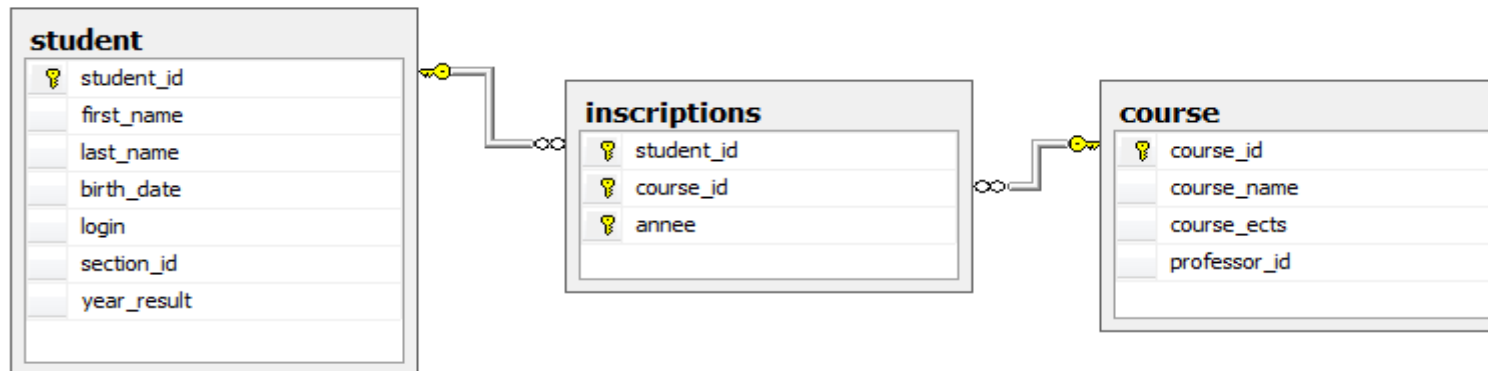 student
student_id
first_name
last_name
birth_date
login
section_id
year_result
inscriptions
student_id
course_id
annee
course
course_id
course_name
course_ects
professor_id